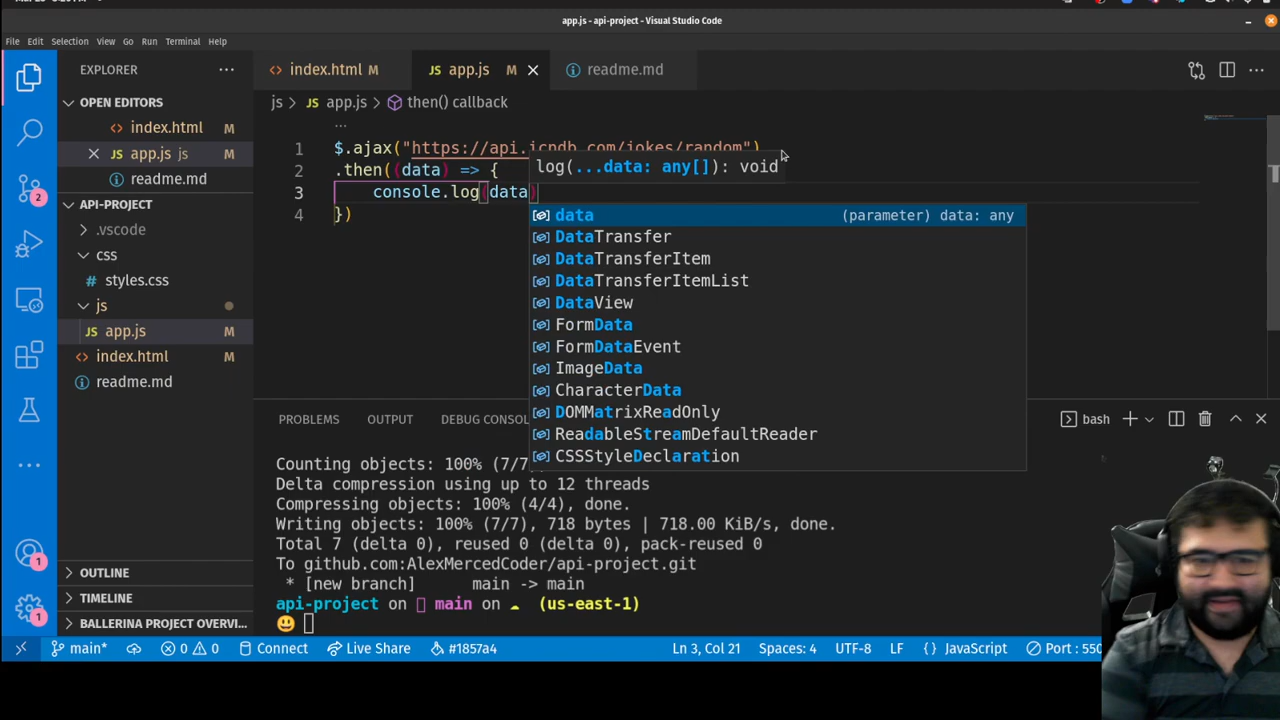 app.js - api-project - Visual Studio Code
File Edit Selection View Go Run Terminal Help
EXPLORER ...
index.html M
JS app.js M
readme.md
OPEN EDITORS
index.html M
JS app.js js M
readme.md
API-PROJECT
.vscode
css
# styles.css
js
JS app.js M
<> index.html M
readme.md
OUTLINE
TIMELINE
BALLERINA PROJECT OVERVI...
js > JS app.js > then() callback
...
1 $.ajax("https://api.icndb.com/jokes/random")
2 .then((data) => {
3 console.log(data)
4 })
log(...data: any[]): void
data (parameter) data: any
DataTransfer
DataTransferItem
DataTransferItemList
DataView
FormData
FormDataEvent
ImageData
CharacterData
DOMMatrixReadOnly
ReadableStreamDefaultReader
CSSStyleDeclaration
PROBLEMS OUTPUT DEBUG CONSOL
bash
Counting objects: 100% (7/7)
Delta compression using up to 12 threads
Compressing objects: 100% (4/4), done.
Writing objects: 100% (7/7), 718 bytes | 718.00 KiB/s, done.
Total 7 (delta 0), reused 0 (delta 0), pack-reused 0
To github.com:AlexMercedCoder/api-project.git
* [new branch] main -> main
api-project on main on (us-east-1)
2
1
1
main* 0 0 Connect Live Share #1857a4 Ln 3, Col 21 Spaces: 4 UTF-8 LF {} JavaScript Port : 550